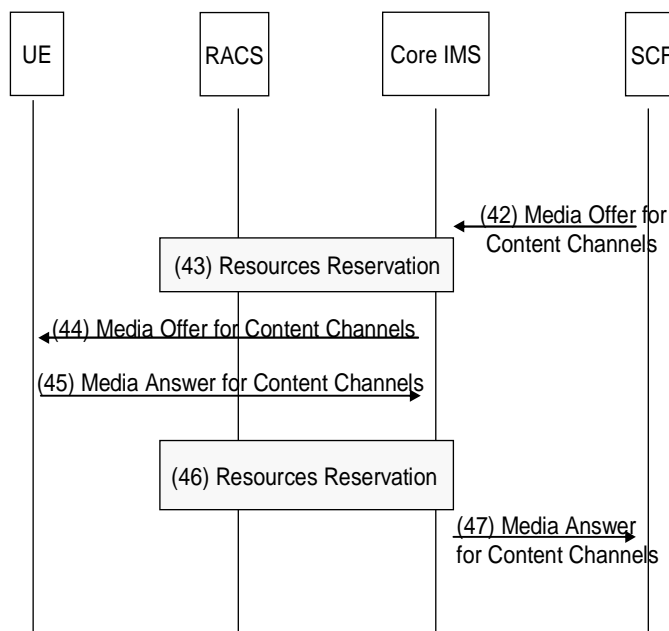 UE
RACS
Core IMS
SCF
(42) Media Offer for
Content Channels
(43) Resources Reservation
(44) Media Offer for Content Channels
(45) Media Answer for Content Channels
(46) Resources Reservation
(47) Media Answer
for Content Channels